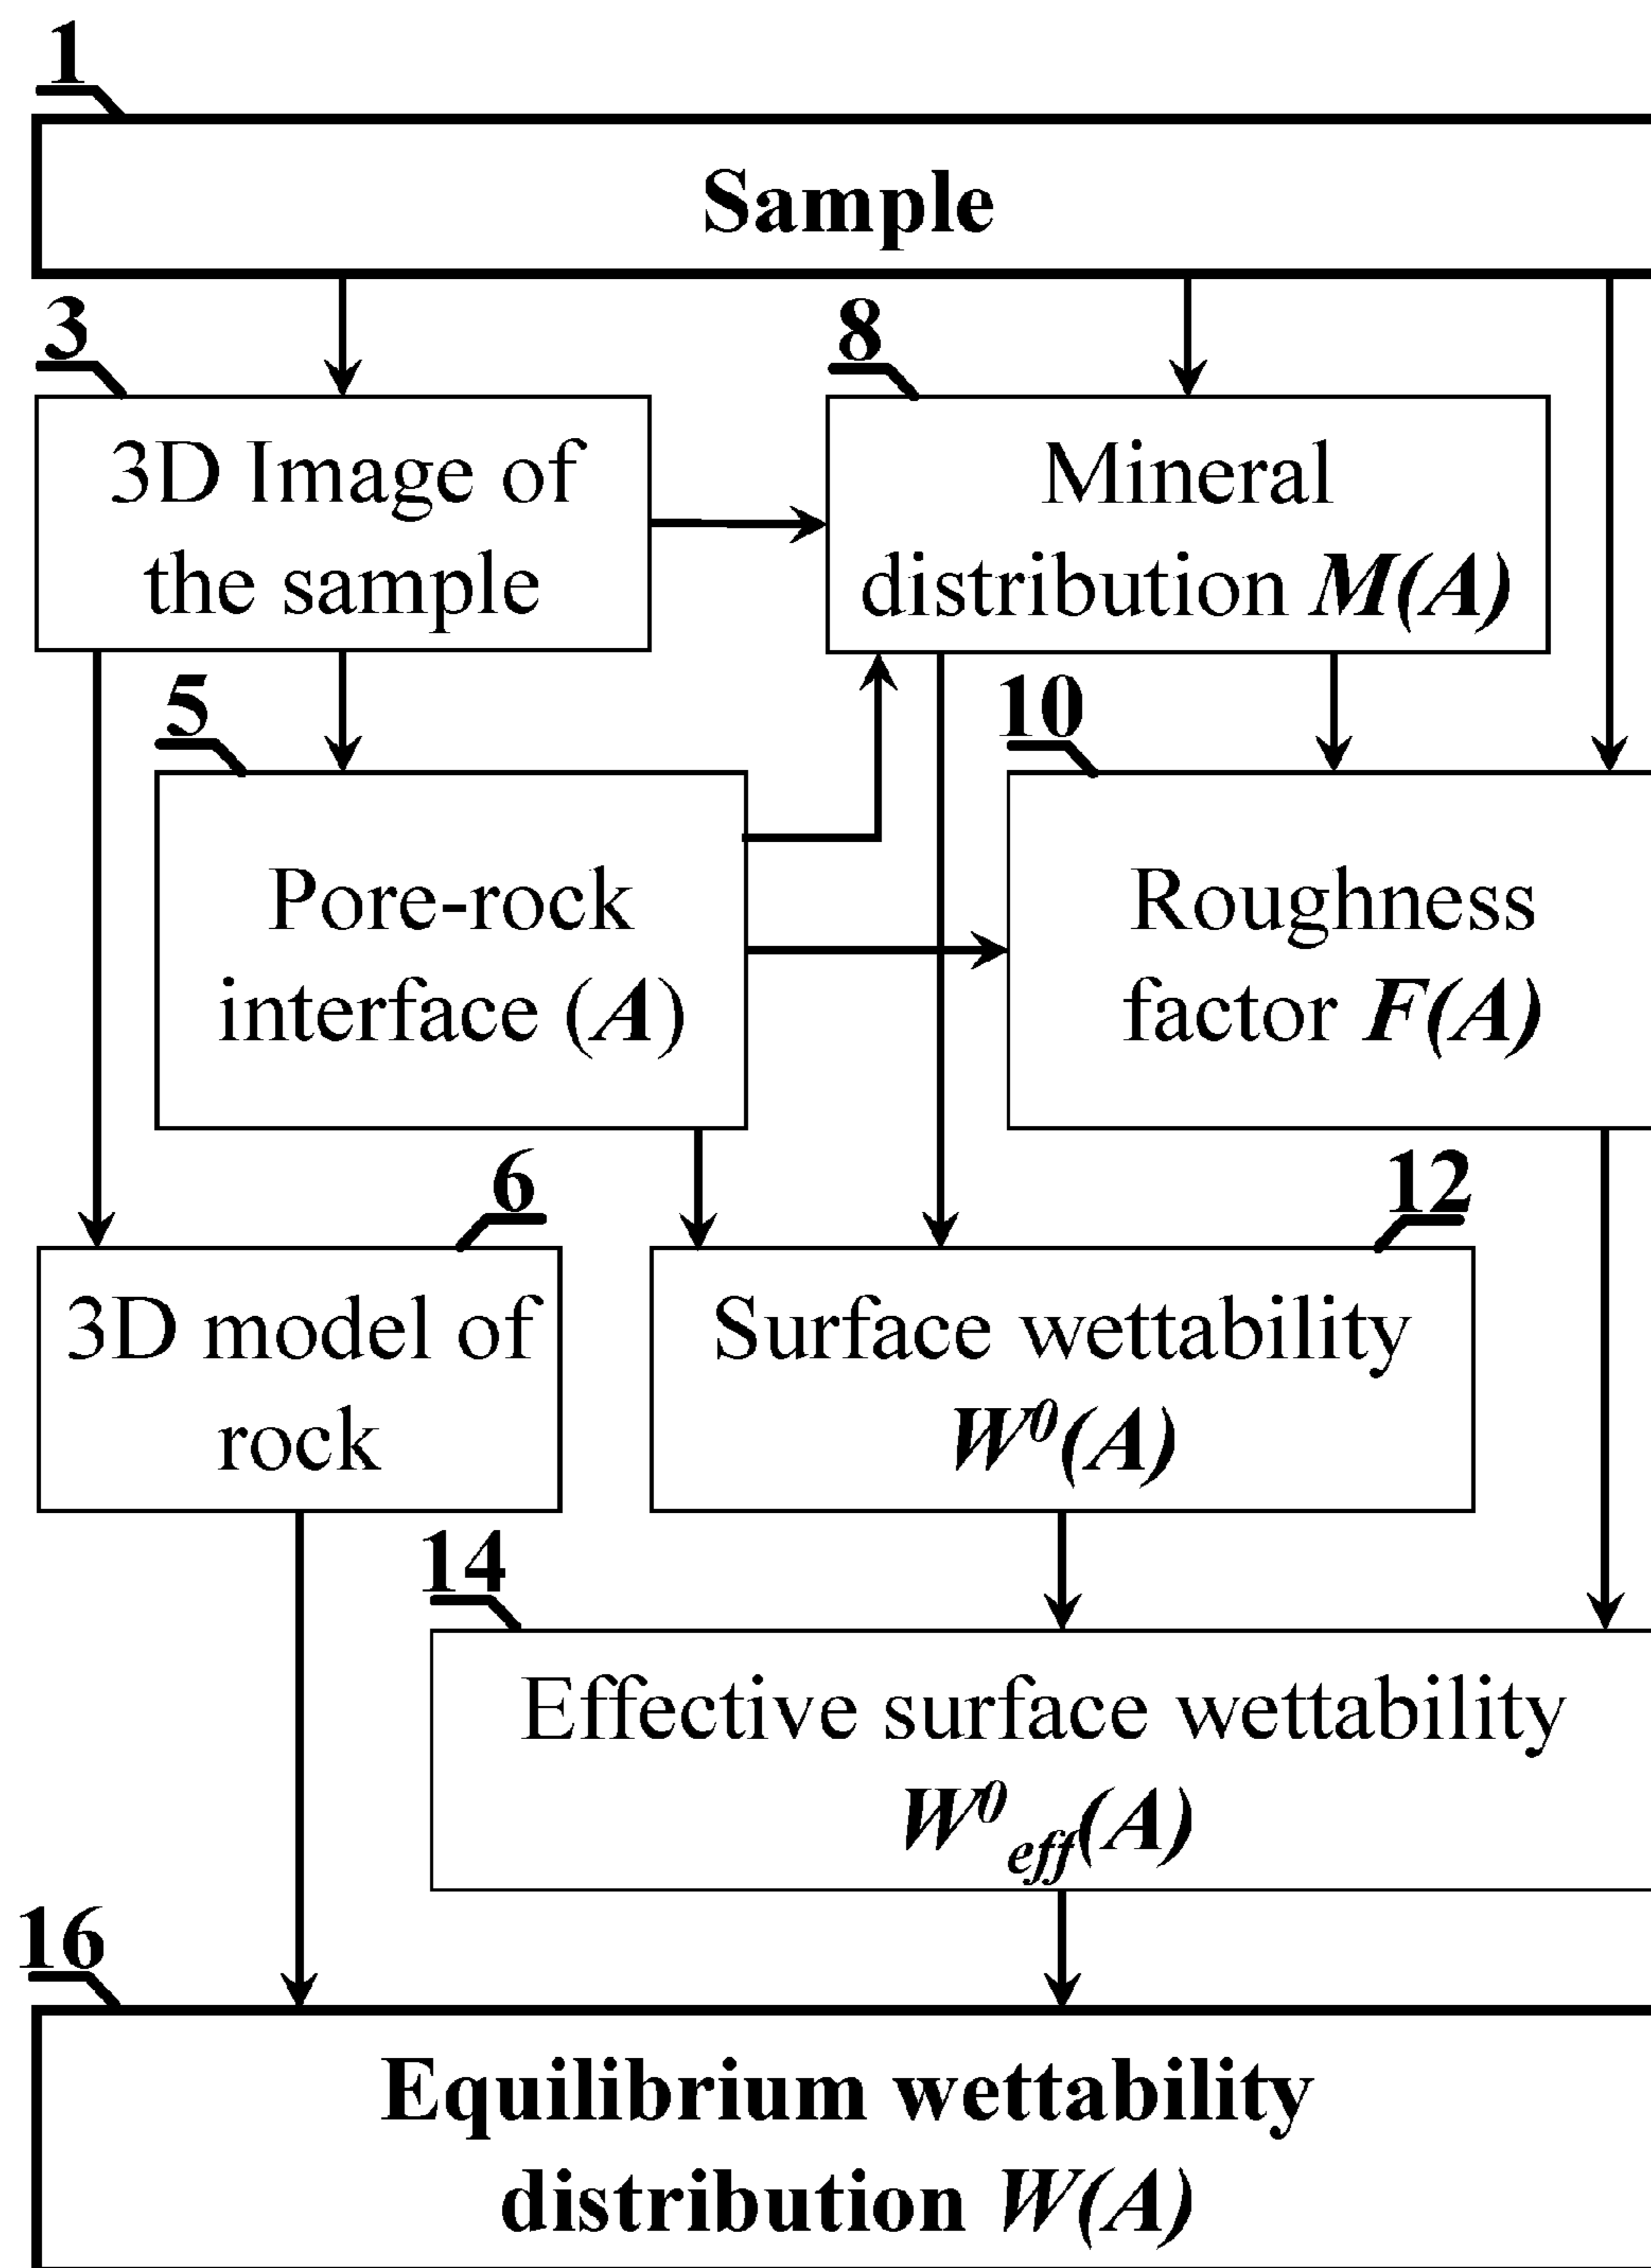 1
Sample
3
8
3D Image of
the sample
Mineral
distribution M(A)
5
10
Pore-rock
interface (A)
Roughness
factor F(A)
6
12
3D model of
rock
Surface wettability
W⁰(A)
14
Effective surface wettability
W⁰eff(A)
16
Equilibrium wettability
distribution W(A)